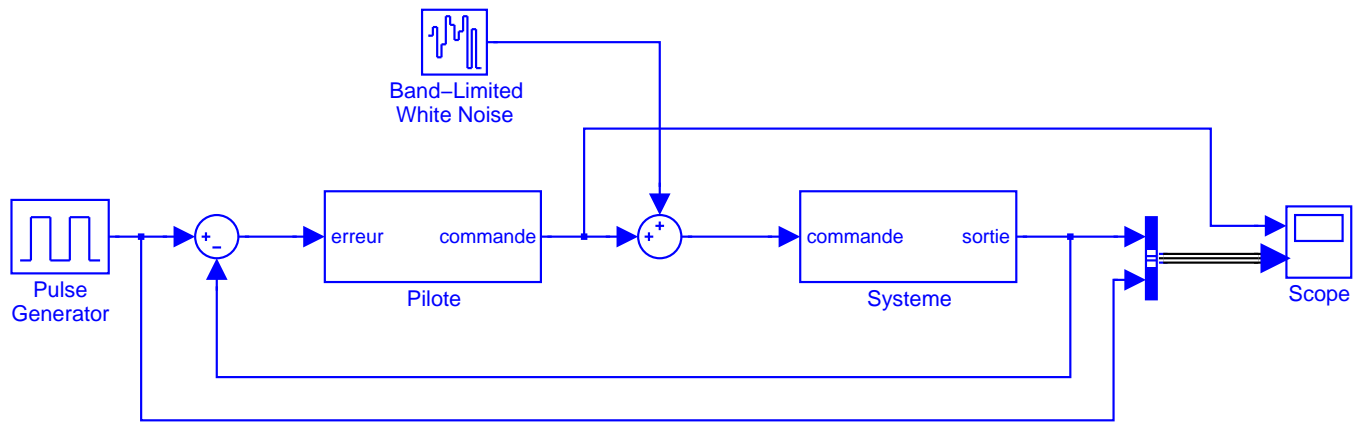 Band−Limited
White Noise
+
−
erreur
commande
+
+
commande
sortie
Pulse
Generator
Pilote
Systeme
Scope